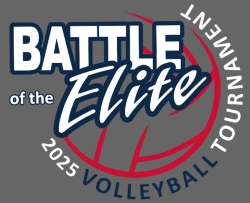 BATTLE
of the
Elite
2025 VOLLEYBALL TOURNAMENT